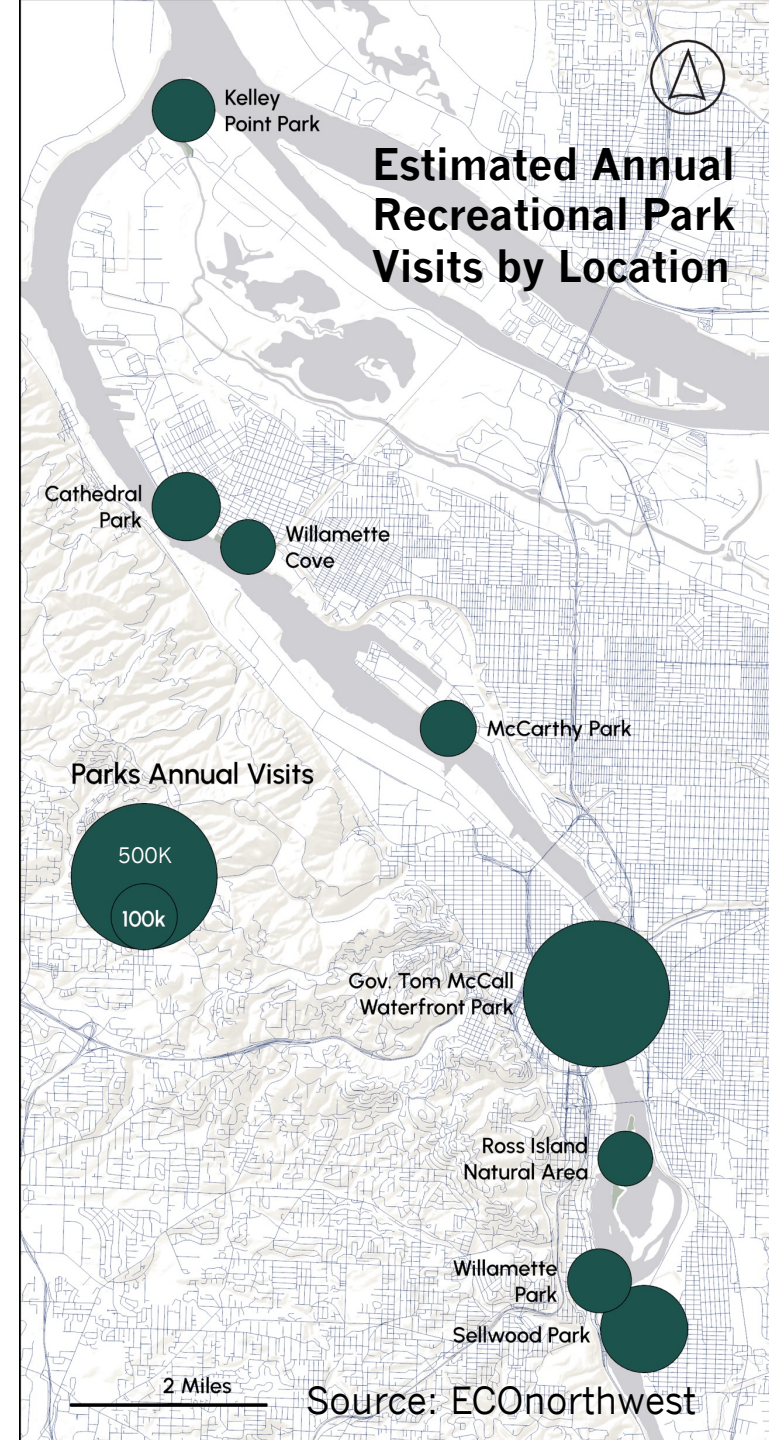 Kelley
Point Park
Estimated Annual
Recreational Park
Visits by Location
Cathedral
Park
Willamette
Cove
McCarthy Park
Parks Annual Visits
500K
100k
Gov. Tom McCall
Waterfront Park
Ross Island
Natural Area
Willamette
Park
Sellwood Park
2 Miles
Source: ECOnorthwest